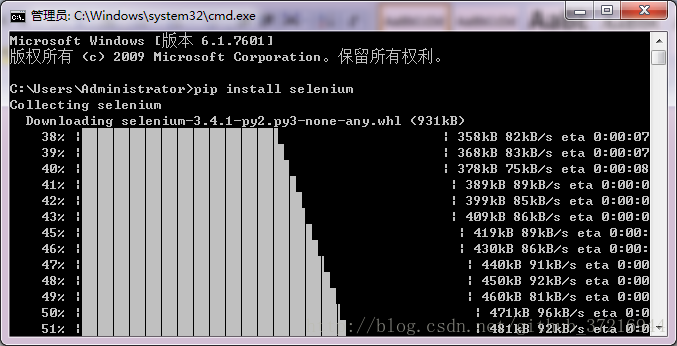 管理员: C:\Windows\system32\cmd.exe
Microsoft Windows [版本 6.1.7601]
版权所有 (c) 2009 Microsoft Corporation。保留所有权利。
C:\Users\Administrator>pip install selenium
Collecting selenium
Downloading selenium-3.4.1-py2.py3-none-any.whl (931kB)
38% | | 358kB 82kB/s eta 0:00:07
39% | | 368kB 83kB/s eta 0:00:07
40% | | 378kB 75kB/s eta 0:00:08
41% | | 389kB 89kB/s eta 0:00:0
42% | | 399kB 85kB/s eta 0:00:0
43% | | 409kB 86kB/s eta 0:00:0
45% | | 419kB 89kB/s eta 0:00:0
46% | | 430kB 86kB/s eta 0:00:0
47% | | 440kB 91kB/s eta 0:00
48% | | 450kB 92kB/s eta 0:00
49% | | 460kB 81kB/s eta 0:00
50% | | 471kB 96kB/s eta 0:00
51% | | 481kB 92kB/s eta 0:00